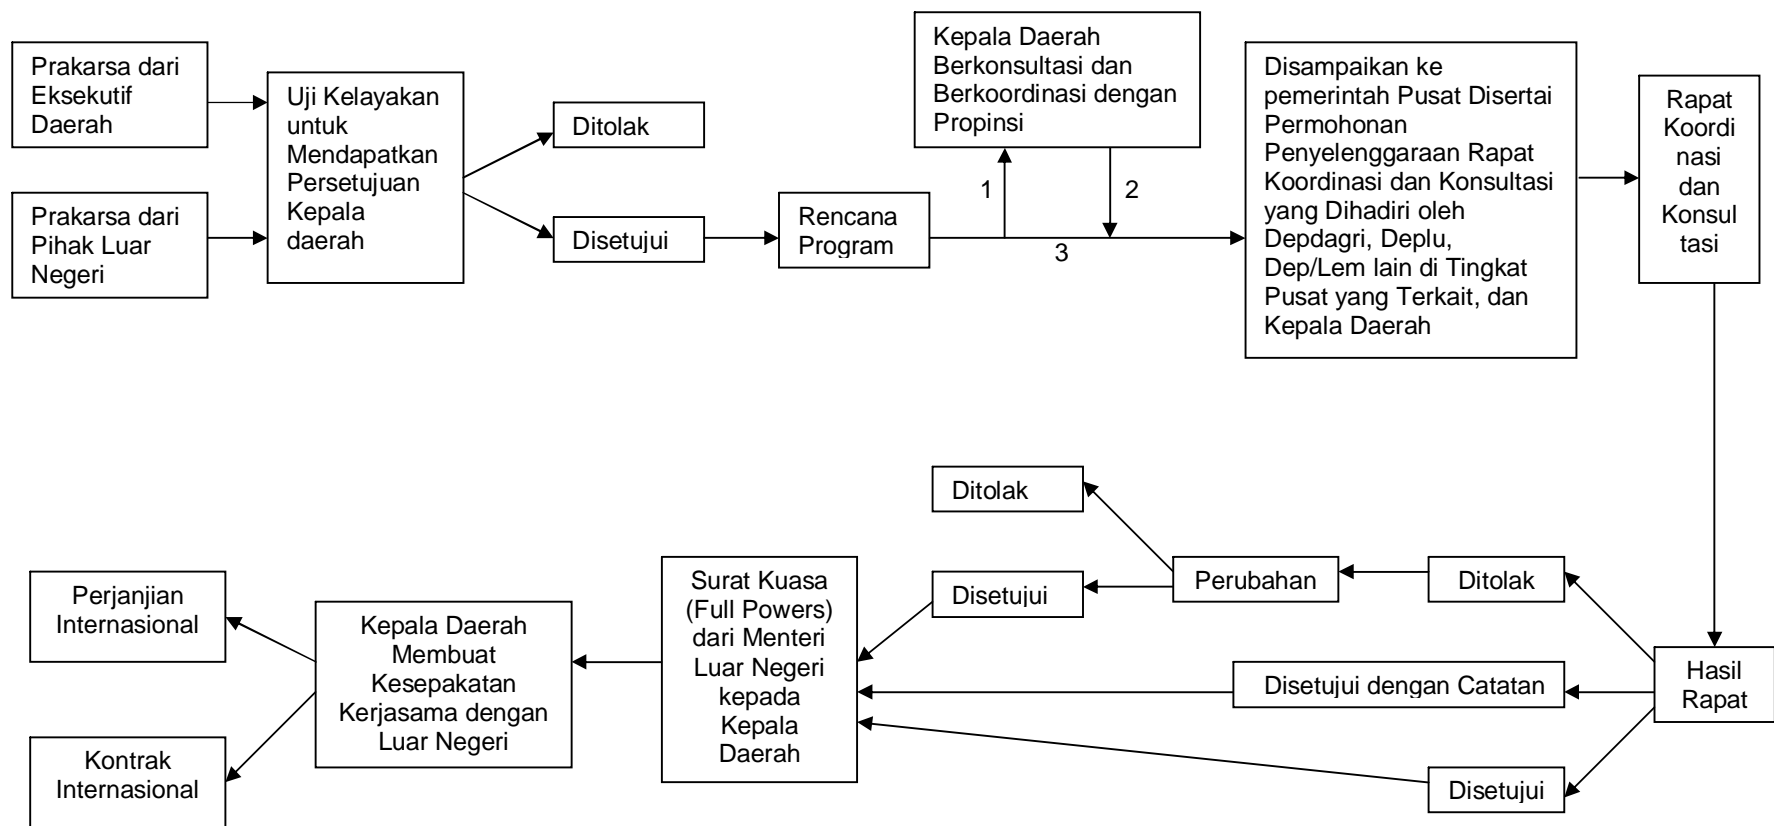 Prakarsa dari
Eksekutif
Daerah
Prakarsa dari
Pihak Luar
Negeri
Uji Kelayakan
untuk
Mendapatkan
Persetujuan
Kepala
daerah
Ditolak
Disetujui
Rencana
Program
Kepala Daerah
Berkonsultasi dan
Berkoordinasi dengan
Propinsi
1
2
3
Disampaikan ke
pemerintah Pusat Disertai
Permohonan
Penyelenggaraan Rapat
Koordinasi dan Konsultasi
yang Dihadiri oleh
Depdagri, Deplu,
Dep/Lem lain di Tingkat
Pusat yang Terkait, dan
Kepala Daerah
Rapat
Koordi
nasi
dan
Konsul
tasi
Hasil
Rapat
Ditolak
Perubahan
Ditolak
Disetujui
Disetujui dengan Catatan
Disetujui
Surat Kuasa
(Full Powers)
dari Menteri
Luar Negeri
kepada
Kepala
Daerah
Kepala Daerah
Membuat
Kesepakatan
Kerjasama dengan
Luar Negeri
Perjanjian
Internasional
Kontrak
Internasional